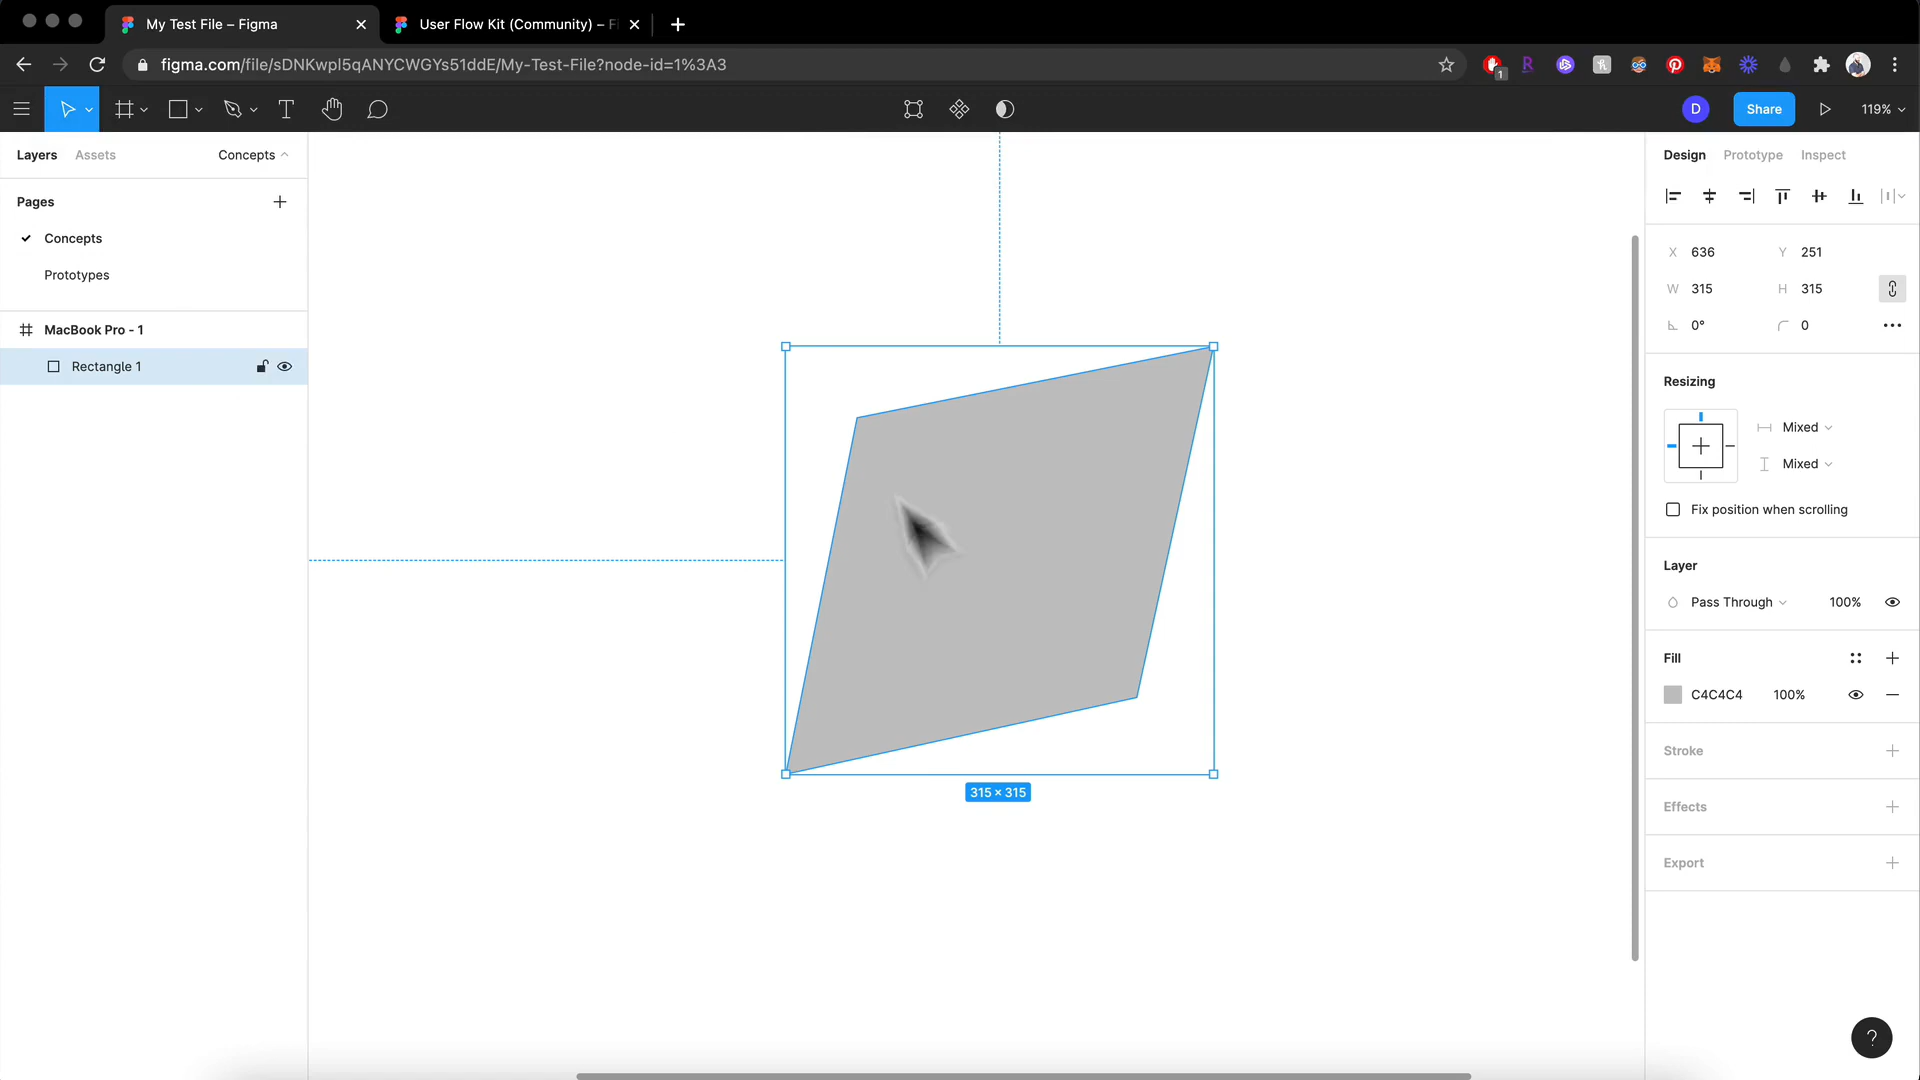 My Test File – Figma
User Flow Kit (Community) – Fi
figma.com/file/sDNKwpI5qANYCWGYs51ddE/My-Test-File?node-id=1%3A3
1
D
Share
119%
Layers Assets Concepts
Design Prototype Inspect
Pages
Concepts
Prototypes
MacBook Pro - 1
Rectangle 1
X 636 Y 251
W 315 H 315
0° 0
Resizing
Mixed
Mixed
Fix position when scrolling
Layer
Pass Through 100%
Fill
C4C4C4 100%
Stroke
Effects
Export
315 × 315
?